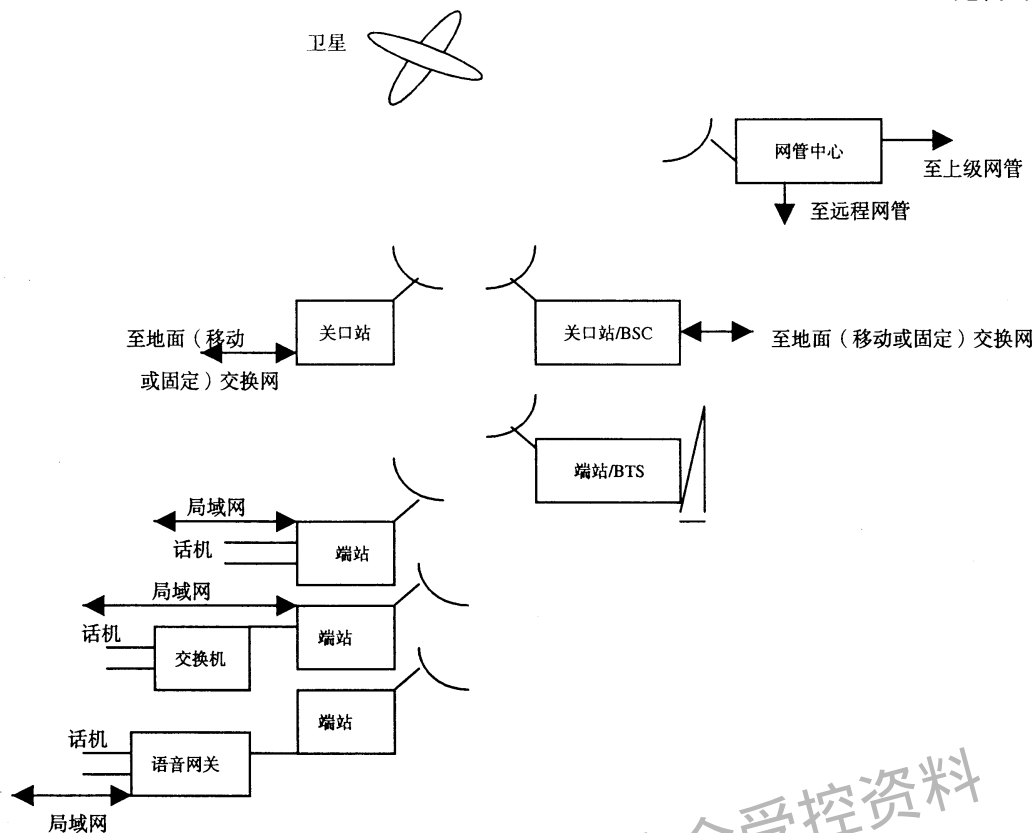 卫星
网管中心
至上级网管
至远程网管
至地面（移动
或固定）交换网
关口站
关口站/BSC
至地面（移动或固定）交换网
端站/BTS
局域网
话机
端站
局域网
话机
交换机
端站
端站
话机
语音网关
局域网
受控资料